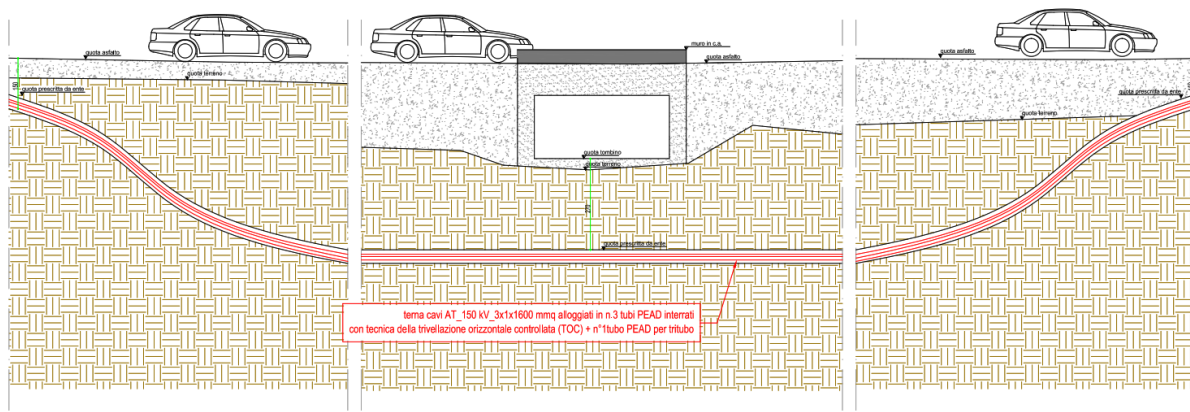 quota asfalto
quota terreno
150
quota prescritta da ente
muro in c.a.
quota asfalto
quota tombino
quota terreno
270
quota prescritta da ente
terna cavi AT_150 kV_3x1x1600 mmq alloggiati in n.3 tubi PEAD interrati
con tecnica della trivellazione orizzontale controllata (TOC) + n°1tubo PEAD per tritubo
quota asfalto
quota prescritta da ente
quota terreno